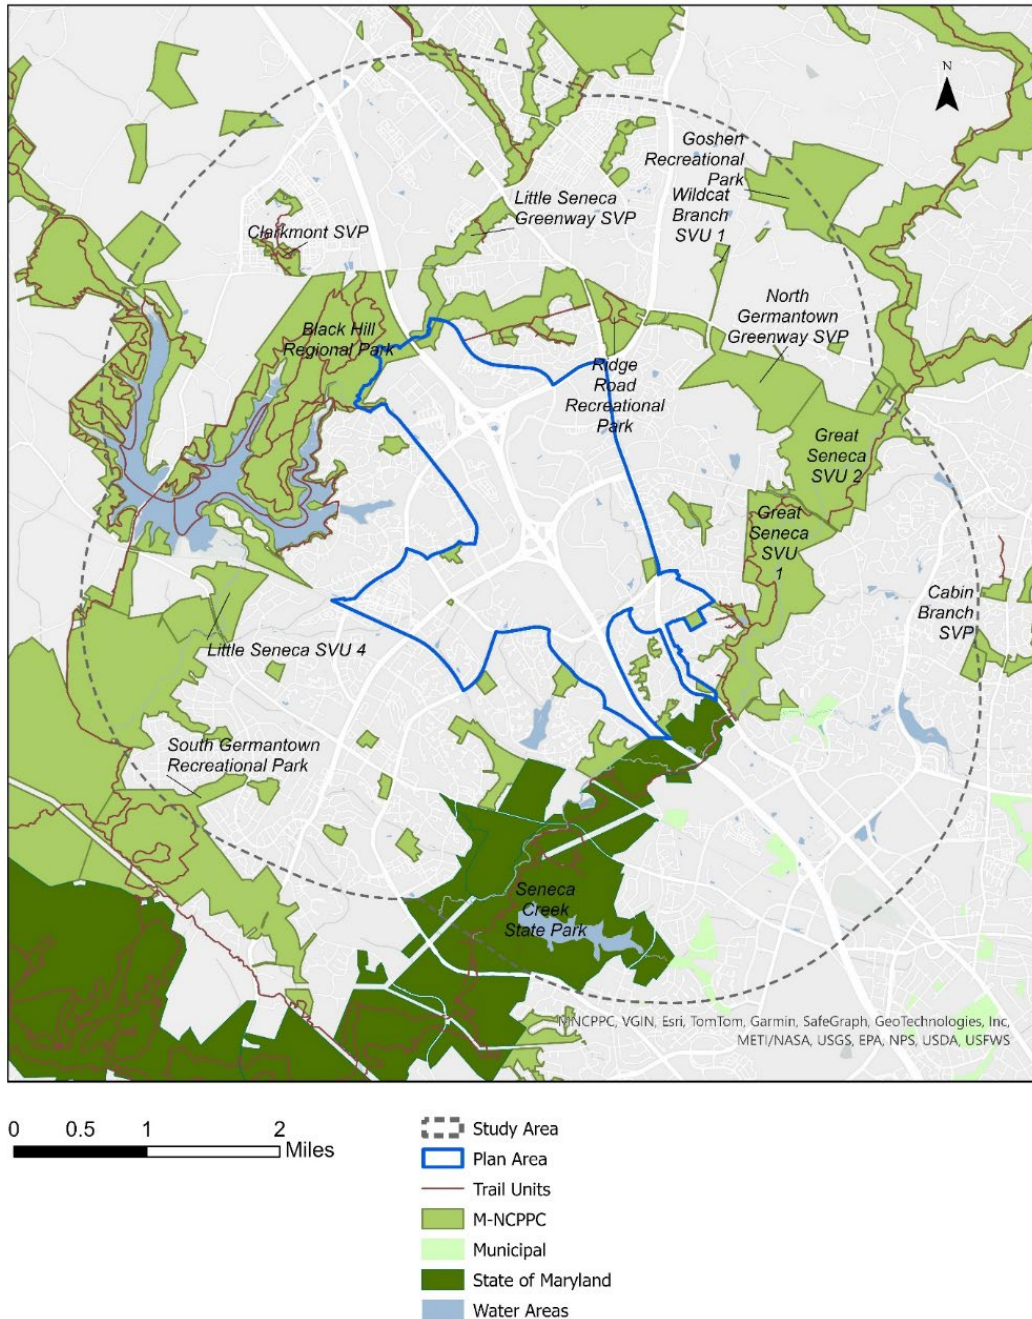 N
Goshen
Recreational
Park
Wildcat
Branch
SVU 1
Little Seneca
Greenway SVP
Clarkmont SVP
North
Germantown
Greenway SVP
Black Hill
Regional Park
Ridge
Road
Recreational
Park
Great
Seneca
SVU 2
Great
Seneca
SVU
1
Cabin
Branch
SVP
Little Seneca SVU 4
South Germantown
Recreational Park
Seneca
Creek
State Park
MNCPPC, VGIN, Esri, TomTom, Garmin, SafeGraph, GeoTechnologies, Inc,
METI/NASA, USGS, EPA, NPS, USDA, USFWS
0 0.5 1 2
Miles
Study Area
Plan Area
Trail Units
M-NCPPC
Municipal
State of Maryland
Water Areas